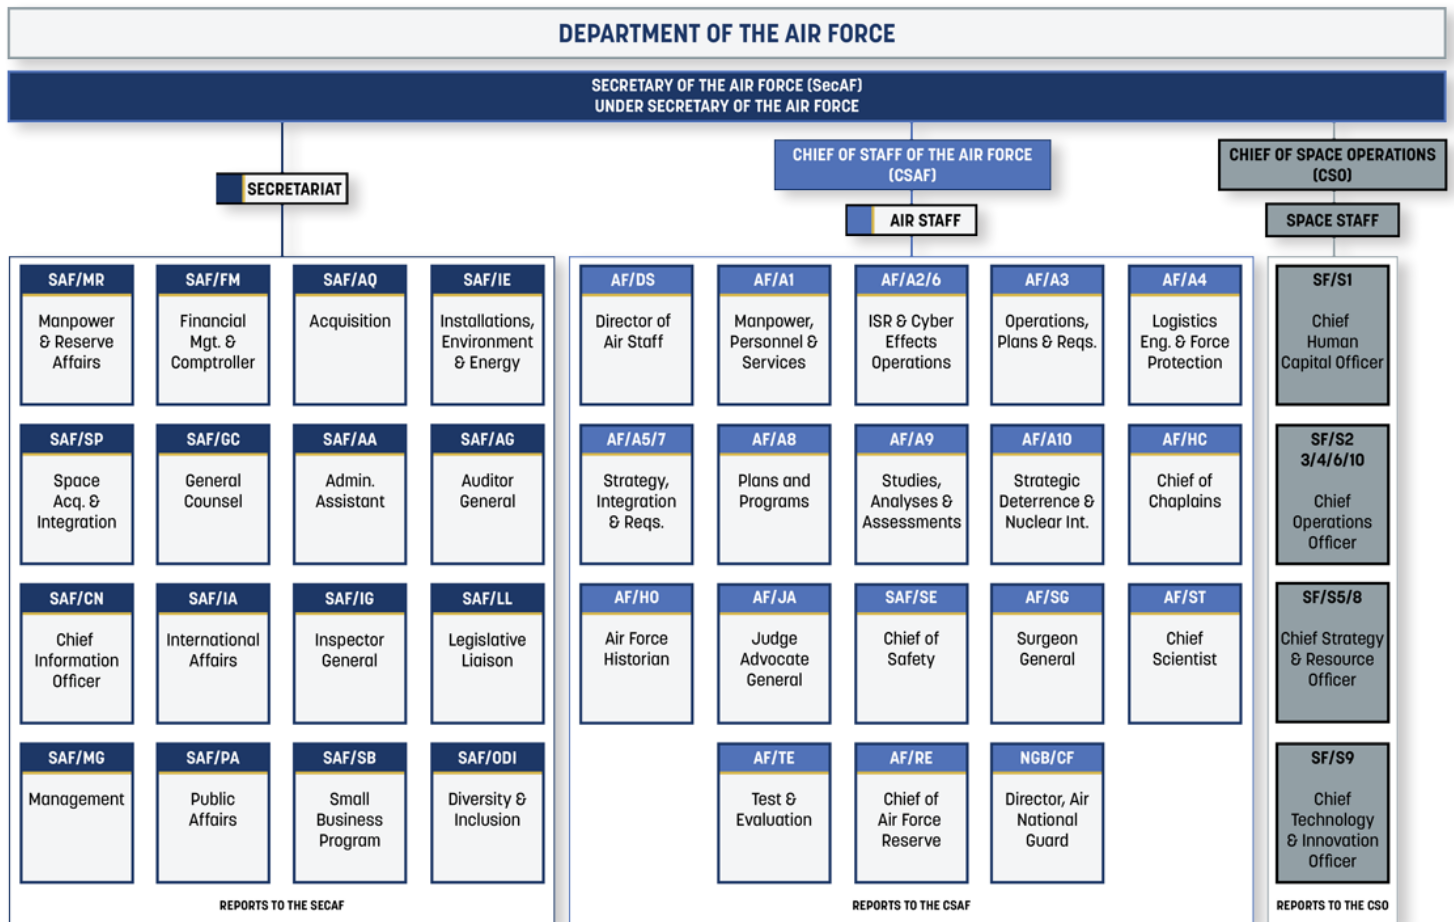 DEPARTMENT OF THE AIR FORCE
SECRETARY OF THE AIR FORCE (SecAF)
UNDER SECRETARY OF THE AIR FORCE
SECRETARIAT
SAF/MR
Manpower
& Reserve
Affairs
SAF/FM
Financial
Mgt. &
Comptroller
SAF/AQ
Acquisition
SAF/IE
Installations,
Environment
& Energy
SAF/SP
Space
Acq. &
Integration
SAF/GC
General
Counsel
SAF/AA
Admin.
Assistant
SAF/AG
Auditor
General
SAF/CN
Chief
Information
Officer
SAF/IA
International
Affairs
SAF/IG
Inspector
General
SAF/LL
Legislative
Liaison
SAF/MG
Management
SAF/PA
Public
Affairs
SAF/SB
Small
Business
Program
SAF/ODI
Diversity &
Inclusion
REPORTS TO THE SECAF
CHIEF OF STAFF OF THE AIR FORCE
(CSAF)
AIR STAFF
AF/DS
Director of
Air Staff
AF/A1
Manpower,
Personnel &
Services
AF/A2/6
ISR & Cyber
Effects
Operations
AF/A3
Operations,
Plans & Reqs.
AF/A4
Logistics
Eng. & Force
Protection
AF/A5/7
Strategy,
Integration
& Reqs.
AF/A8
Plans and
Programs
AF/A9
Studies,
Analyses &
Assessments
AF/A10
Strategic
Deterrence &
Nuclear Int.
AF/HC
Chief of
Chaplains
AF/HO
Air Force
Historian
AF/JA
Judge
Advocate
General
SAF/SE
Chief of
Safety
AF/SG
Surgeon
General
AF/ST
Chief
Scientist
AF/TE
Test &
Evaluation
AF/RE
Chief of
Air Force
Reserve
NGB/CF
Director, Air
National
Guard
REPORTS TO THE CSAF
CHIEF OF SPACE OPERATIONS
(CSO)
SPACE STAFF
SF/S1
Chief
Human
Capital Officer
SF/S2
3/4/6/10
Chief
Operations
Officer
SF/S5/8
Chief Strategy
& Resource
Officer
SF/S9
Chief
Technology
& Innovation
Officer
REPORTS TO THE CSO